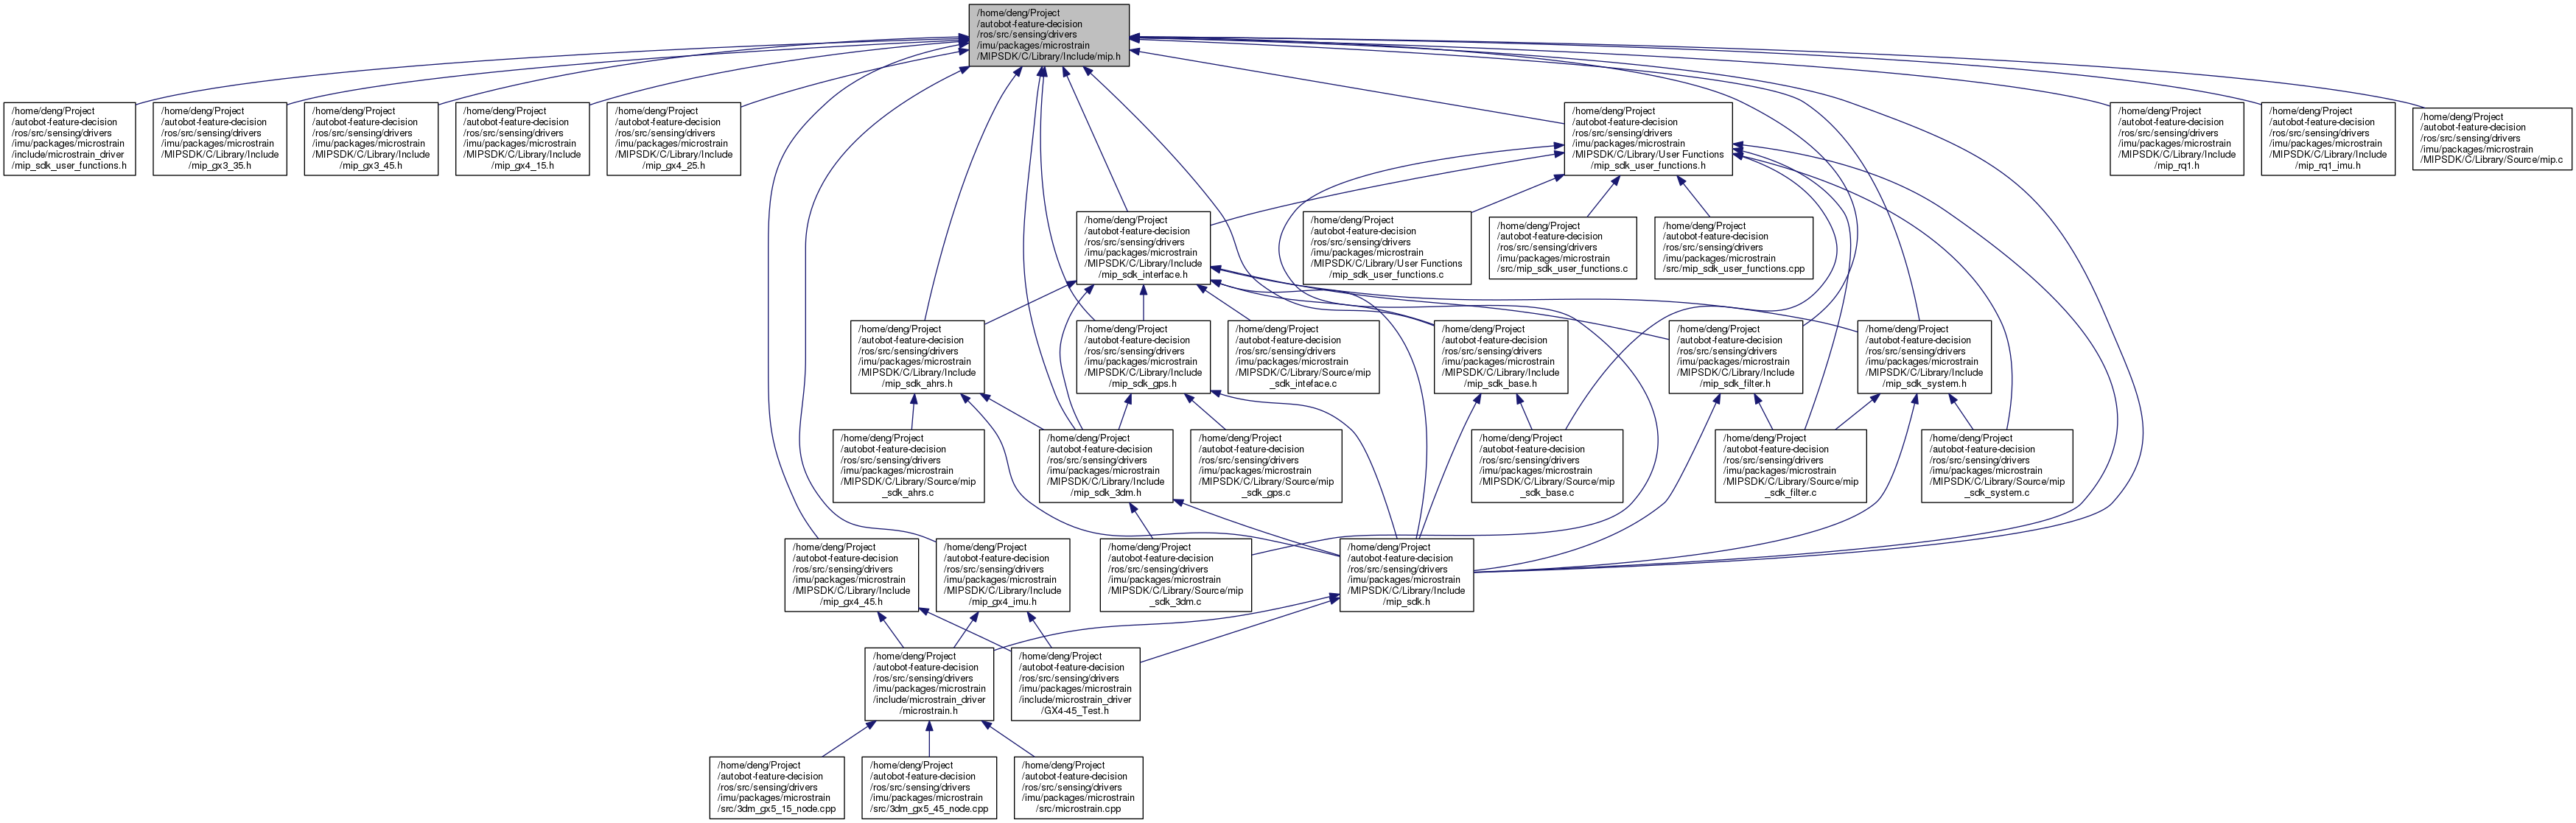 /home/deng/Project
/autobot-feature-decision
/ros/src/sensing/drivers
/imu/packages/microstrain
/MIPSDK/C/Library/Include/mip.h
/home/deng/Project
/autobot-feature-decision
/ros/src/sensing/drivers
/imu/packages/microstrain
/include/microstrain_driver
/mip_sdk_user_functions.h
/home/deng/Project
/autobot-feature-decision
/ros/src/sensing/drivers
/imu/packages/microstrain
/MIPSDK/C/Library/Include
/mip_gx3_35.h
/home/deng/Project
/autobot-feature-decision
/ros/src/sensing/drivers
/imu/packages/microstrain
/MIPSDK/C/Library/Include
/mip_gx3_45.h
/home/deng/Project
/autobot-feature-decision
/ros/src/sensing/drivers
/imu/packages/microstrain
/MIPSDK/C/Library/Include
/mip_gx4_15.h
/home/deng/Project
/autobot-feature-decision
/ros/src/sensing/drivers
/imu/packages/microstrain
/MIPSDK/C/Library/Include
/mip_gx4_25.h
/home/deng/Project
/autobot-feature-decision
/ros/src/sensing/drivers
/imu/packages/microstrain
/MIPSDK/C/Library/User Functions
/mip_sdk_user_functions.h
/home/deng/Project
/autobot-feature-decision
/ros/src/sensing/drivers
/imu/packages/microstrain
/MIPSDK/C/Library/Include
/mip_rq1.h
/home/deng/Project
/autobot-feature-decision
/ros/src/sensing/drivers
/imu/packages/microstrain
/MIPSDK/C/Library/Include
/mip_rq1_imu.h
/home/deng/Project
/autobot-feature-decision
/ros/src/sensing/drivers
/imu/packages/microstrain
/MIPSDK/C/Library/Source/mip.c
/home/deng/Project
/autobot-feature-decision
/ros/src/sensing/drivers
/imu/packages/microstrain
/MIPSDK/C/Library/Include
/mip_sdk_interface.h
/home/deng/Project
/autobot-feature-decision
/ros/src/sensing/drivers
/imu/packages/microstrain
/MIPSDK/C/Library/User Functions
/mip_sdk_user_functions.c
/home/deng/Project
/autobot-feature-decision
/ros/src/sensing/drivers
/imu/packages/microstrain
/src/mip_sdk_user_functions.c
/home/deng/Project
/autobot-feature-decision
/ros/src/sensing/drivers
/imu/packages/microstrain
/src/mip_sdk_user_functions.cpp
/home/deng/Project
/autobot-feature-decision
/ros/src/sensing/drivers
/imu/packages/microstrain
/MIPSDK/C/Library/Include
/mip_sdk_ahrs.h
/home/deng/Project
/autobot-feature-decision
/ros/src/sensing/drivers
/imu/packages/microstrain
/MIPSDK/C/Library/Include
/mip_sdk_gps.h
/home/deng/Project
/autobot-feature-decision
/ros/src/sensing/drivers
/imu/packages/microstrain
/MIPSDK/C/Library/Source/mip
_sdk_inteface.c
/home/deng/Project
/autobot-feature-decision
/ros/src/sensing/drivers
/imu/packages/microstrain
/MIPSDK/C/Library/Include
/mip_sdk_base.h
/home/deng/Project
/autobot-feature-decision
/ros/src/sensing/drivers
/imu/packages/microstrain
/MIPSDK/C/Library/Include
/mip_sdk_filter.h
/home/deng/Project
/autobot-feature-decision
/ros/src/sensing/drivers
/imu/packages/microstrain
/MIPSDK/C/Library/Include
/mip_sdk_system.h
/home/deng/Project
/autobot-feature-decision
/ros/src/sensing/drivers
/imu/packages/microstrain
/MIPSDK/C/Library/Source/mip
_sdk_ahrs.c
/home/deng/Project
/autobot-feature-decision
/ros/src/sensing/drivers
/imu/packages/microstrain
/MIPSDK/C/Library/Include
/mip_sdk_3dm.h
/home/deng/Project
/autobot-feature-decision
/ros/src/sensing/drivers
/imu/packages/microstrain
/MIPSDK/C/Library/Source/mip
_sdk_gps.c
/home/deng/Project
/autobot-feature-decision
/ros/src/sensing/drivers
/imu/packages/microstrain
/MIPSDK/C/Library/Source/mip
_sdk_base.c
/home/deng/Project
/autobot-feature-decision
/ros/src/sensing/drivers
/imu/packages/microstrain
/MIPSDK/C/Library/Source/mip
_sdk_filter.c
/home/deng/Project
/autobot-feature-decision
/ros/src/sensing/drivers
/imu/packages/microstrain
/MIPSDK/C/Library/Source/mip
_sdk_system.c
/home/deng/Project
/autobot-feature-decision
/ros/src/sensing/drivers
/imu/packages/microstrain
/MIPSDK/C/Library/Include
/mip_gx4_45.h
/home/deng/Project
/autobot-feature-decision
/ros/src/sensing/drivers
/imu/packages/microstrain
/MIPSDK/C/Library/Include
/mip_gx4_imu.h
/home/deng/Project
/autobot-feature-decision
/ros/src/sensing/drivers
/imu/packages/microstrain
/MIPSDK/C/Library/Source/mip
_sdk_3dm.c
/home/deng/Project
/autobot-feature-decision
/ros/src/sensing/drivers
/imu/packages/microstrain
/MIPSDK/C/Library/Include
/mip_sdk.h
/home/deng/Project
/autobot-feature-decision
/ros/src/sensing/drivers
/imu/packages/microstrain
/include/microstrain_driver
/microstrain.h
/home/deng/Project
/autobot-feature-decision
/ros/src/sensing/drivers
/imu/packages/microstrain
/include/microstrain_driver
/GX4-45_Test.h
/home/deng/Project
/autobot-feature-decision
/ros/src/sensing/drivers
/imu/packages/microstrain
/src/3dm_gx5_15_node.cpp
/home/deng/Project
/autobot-feature-decision
/ros/src/sensing/drivers
/imu/packages/microstrain
/src/3dm_gx5_45_node.cpp
/home/deng/Project
/autobot-feature-decision
/ros/src/sensing/drivers
/imu/packages/microstrain
/src/microstrain.cpp